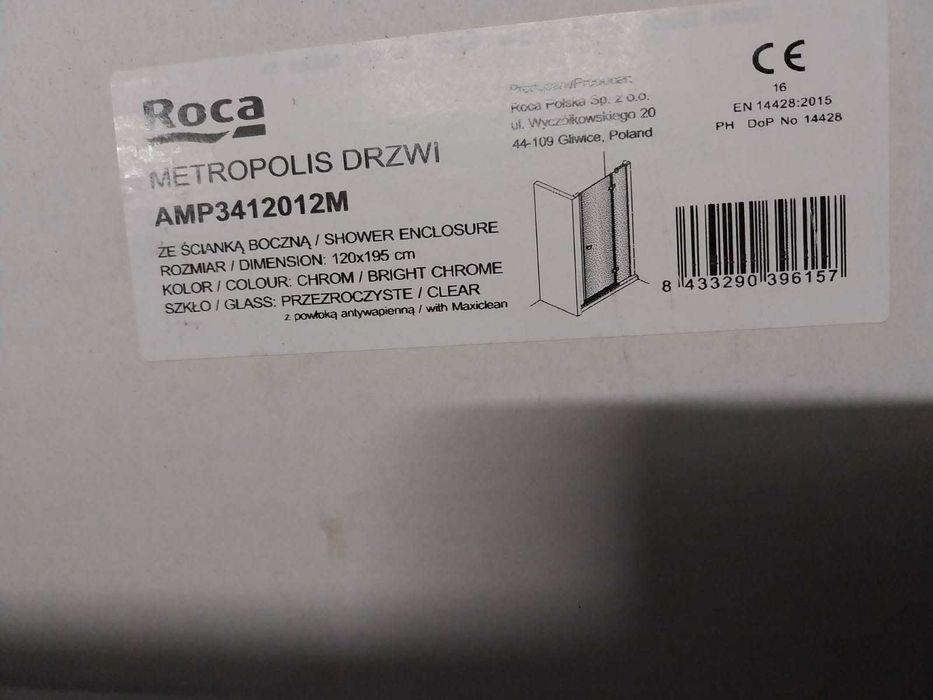 Roca
METROPOLIS DRZWI
AMP3412012M
ZE ŚCIANKĄ BOCZNĄ / SHOWER ENCLOSURE
ROZMIAR / DIMENSION: 120x195 cm
KOLOR / COLOUR: CHROM / BRIGHT CHROME
SZKŁO / GLASS: PRZEZROCZYSTE / CLEAR
z powłoką antywapienną / with Maxiclean
Producent/Producer:
Roca Polska Sp. z o.o.
ul. Wyczółkowskiego 20
44-109 Gliwice, Poland
CE
16
EN 14428:2015
PH DoP No 14428
8 433290 396157